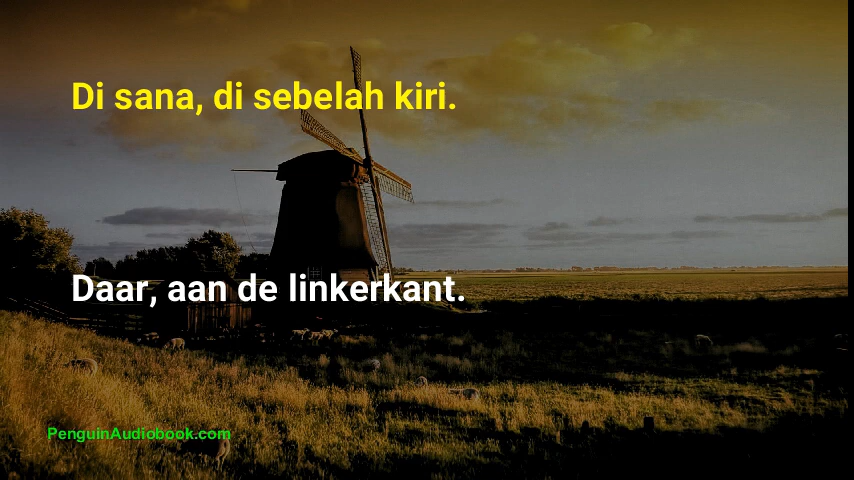 Di sana, di sebelah kiri.
Daar, aan de linkerkant.
PenguinAudiobook.com